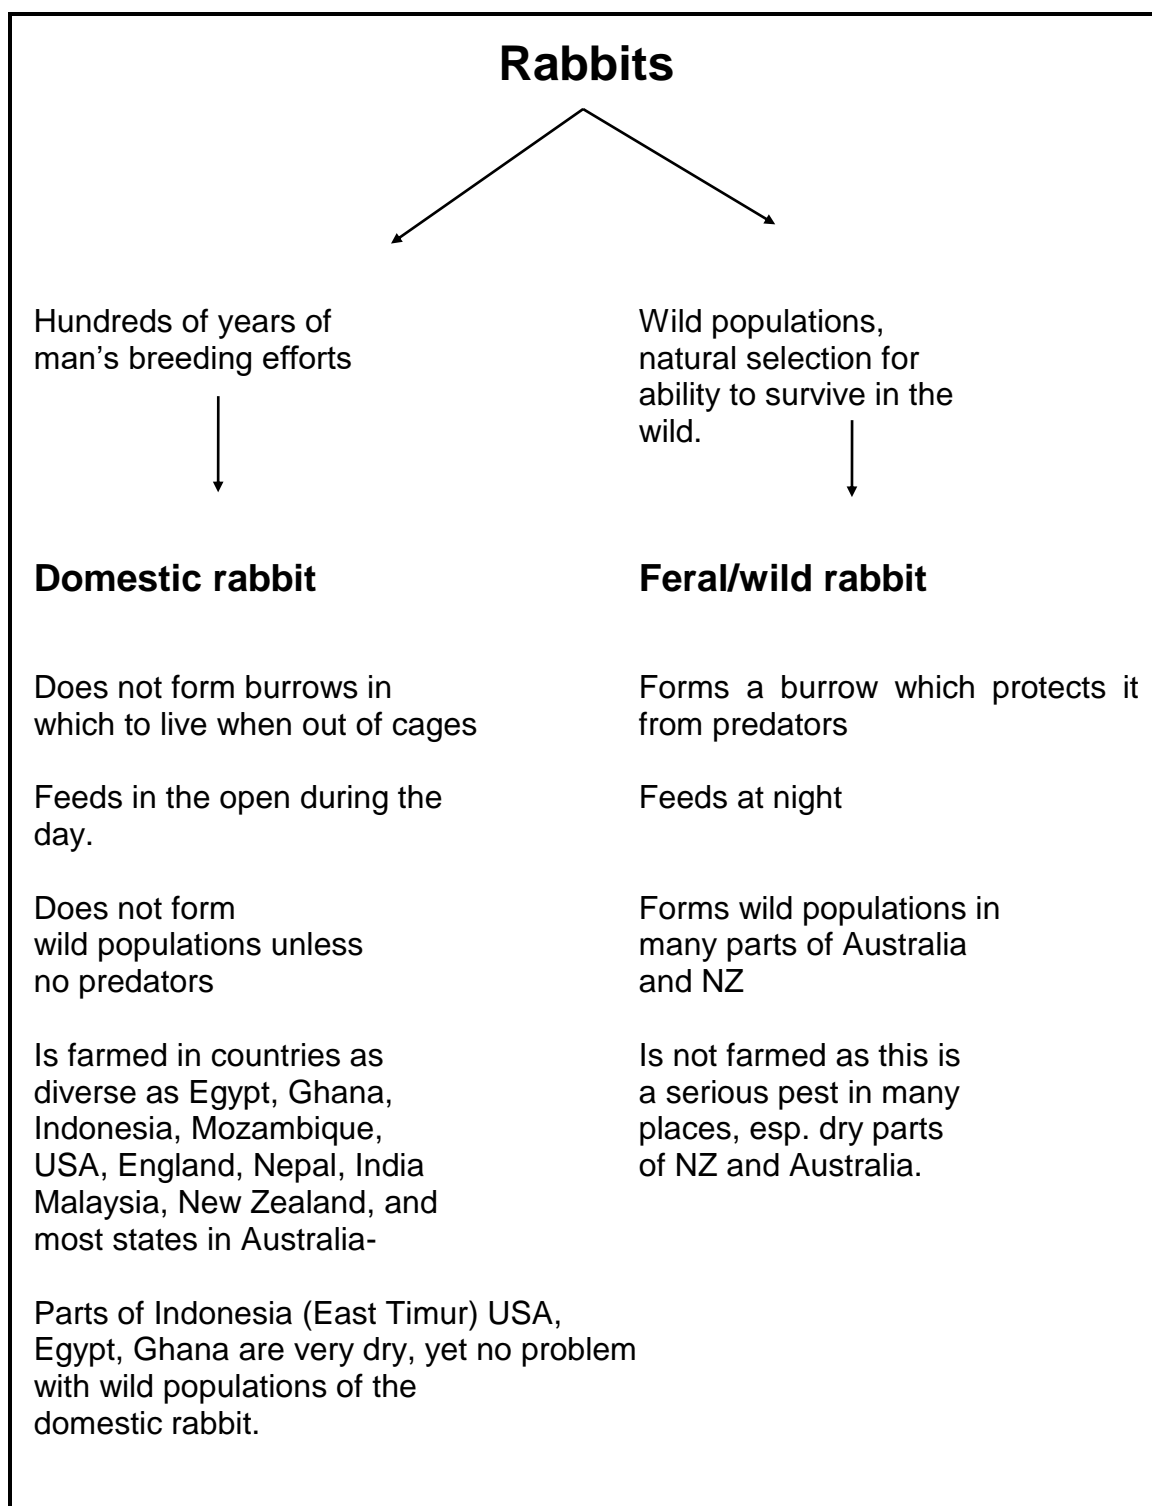 Rabbits
Hundreds of years of
man’s breeding efforts
Wild populations,
natural selection for
ability to survive in the
wild.
Domestic rabbit
Does not form burrows in
which to live when out of cages
Feeds in the open during the
day.
Does not form
wild populations unless
no predators
Is farmed in countries as
diverse as Egypt, Ghana,
Indonesia, Mozambique,
USA, England, Nepal, India
Malaysia, New Zealand, and
most states in Australia-
Parts of Indonesia (East Timur) USA,
Egypt, Ghana are very dry, yet no problem
with wild populations of the
domestic rabbit.
Feral/wild rabbit
Forms a burrow which protects it
from predators
Feeds at night
Forms wild populations in
many parts of Australia
and NZ
Is not farmed as this is
a serious pest in many
places, esp. dry parts
of NZ and Australia.